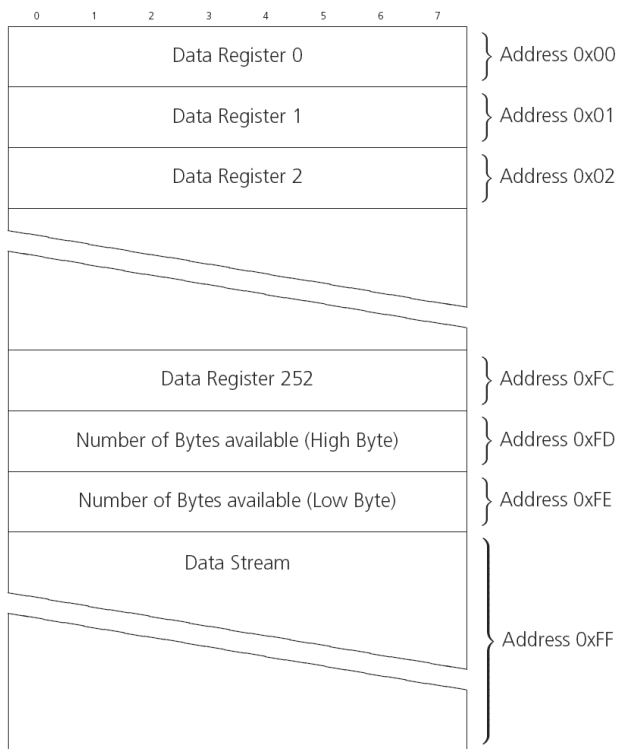 0 1 2 3 4 5 6 7
Data Register 0 Address 0x00
Data Register 1 Address 0x01
Data Register 2 Address 0x02
Data Register 252 Address 0xFC
Number of Bytes available (High Byte) Address 0xFD
Number of Bytes available (Low Byte) Address 0xFE
Data Stream
Address 0xFF